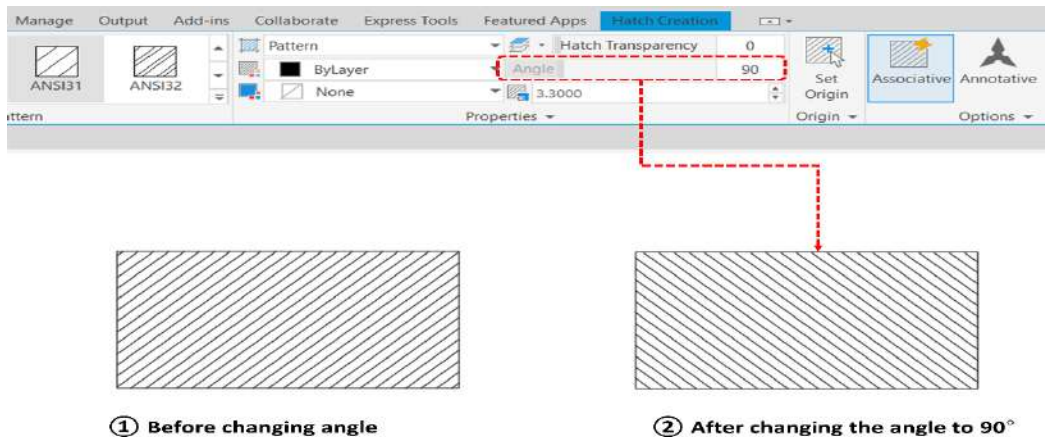 Manage Output Add-ins Collaborate Express Tools Featured Apps Hatch Creation
Pattern Hatch Transparency 0
ByLayer Angle 90
ANSI31 ANSI32 Set Origin Associative Annotative
None 3.3000
attern Properties Origin Options
① Before changing angle ② After changing the angle to 90°